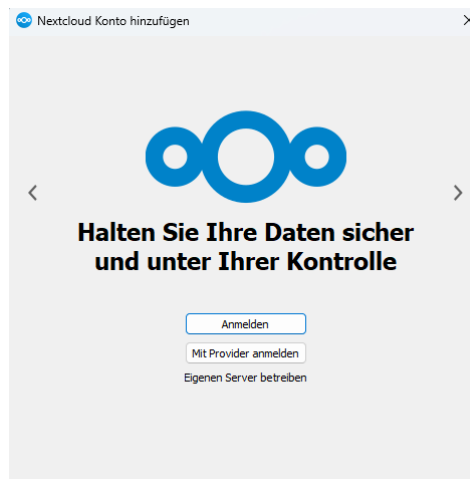 Nextcloud Konto hinzufügen
Halten Sie Ihre Daten sicher
und unter Ihrer Kontrolle
Anmelden
Mit Provider anmelden
Eigenen Server betreiben